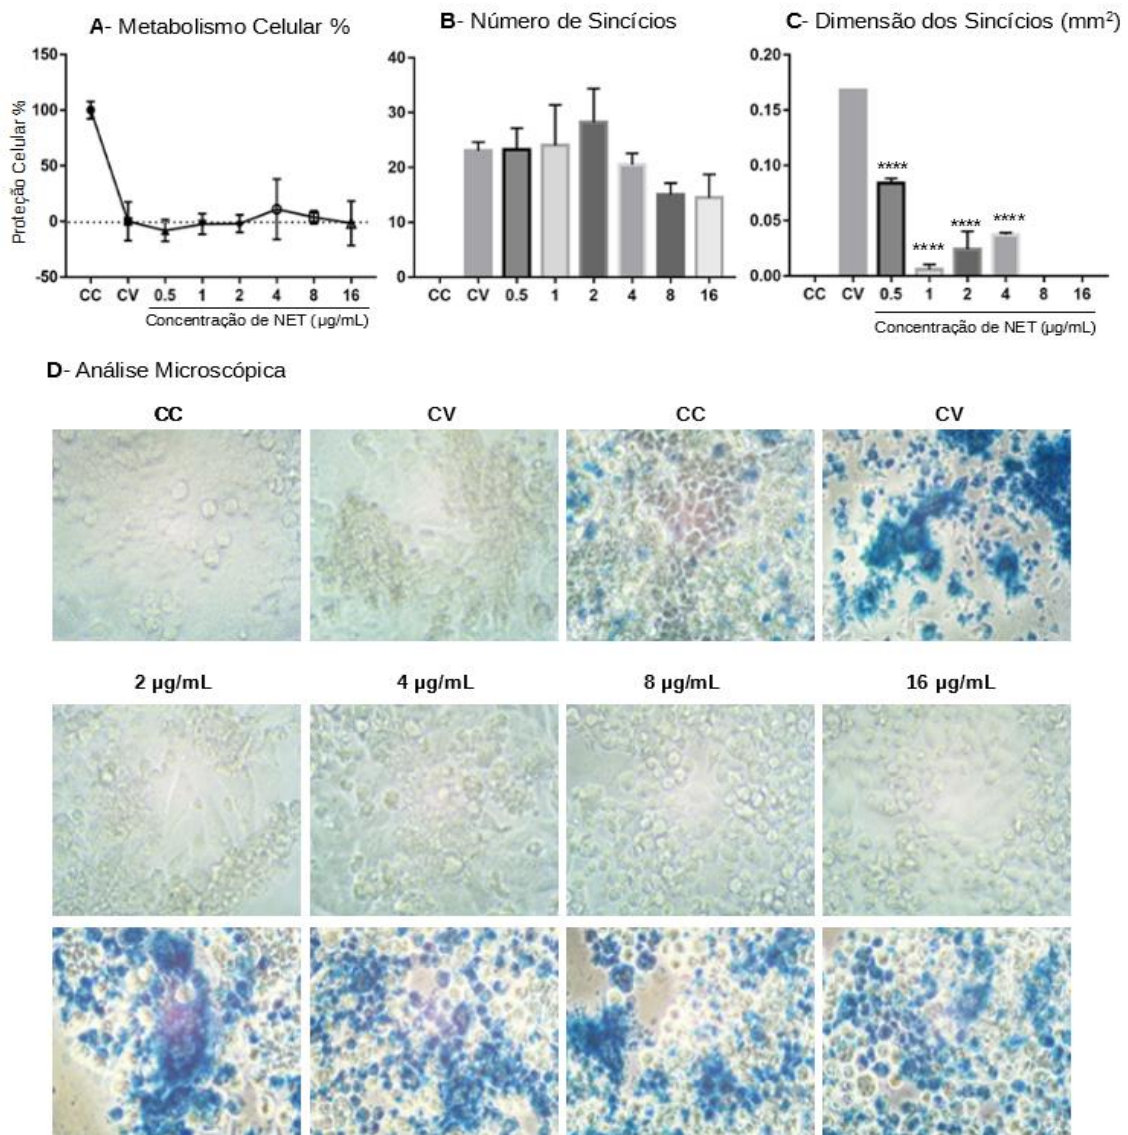 A- Metabolismo Celular %
Proteção Celular %
150
100
50
0
-50
CC CV 0.5 1 2 4 8 16
Concentração de NET (µg/mL)
B- Número de Sincícios
40
30
20
10
0
CC CV 0.5 1 2 4 8 16
C- Dimensão dos Sincícios (mm²)
0.20
0.15
0.10
0.05
0.00
****
****
****
****
CC CV 0.5 1 2 4 8 16
Concentração de NET (µg/mL)
D- Análise Microscópica
CC CV CC CV
2 µg/mL 4 µg/mL 8 µg/mL 16 µg/mL